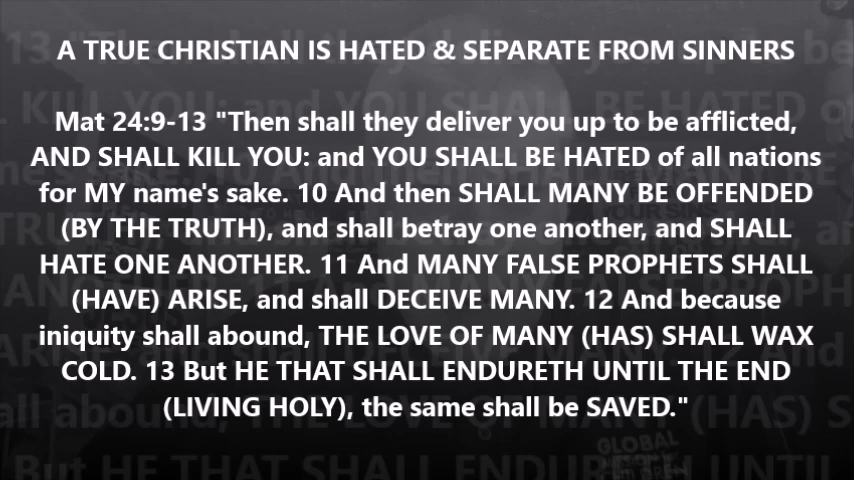 A TRUE CHRISTIAN IS HATED & SEPARATE FROM SINNERS
Mat 24:9-13 "Then shall they deliver you up to be afflicted,
AND SHALL KILL YOU: and YOU SHALL BE HATED of all nations
for MY name's sake. 10 And then SHALL MANY BE OFFENDED
(BY THE TRUTH), and shall betray one another, and SHALL
HATE ONE ANOTHER. 11 And MANY FALSE PROPHETS SHALL
(HAVE) ARISE, and shall DECEIVE MANY. 12 And because
iniquity shall abound, THE LOVE OF MANY (HAS) SHALL WAX
COLD. 13 But HE THAT SHALL ENDURETH UNTIL THE END
(LIVING HOLY), the same shall be SAVED."
GLOBAL